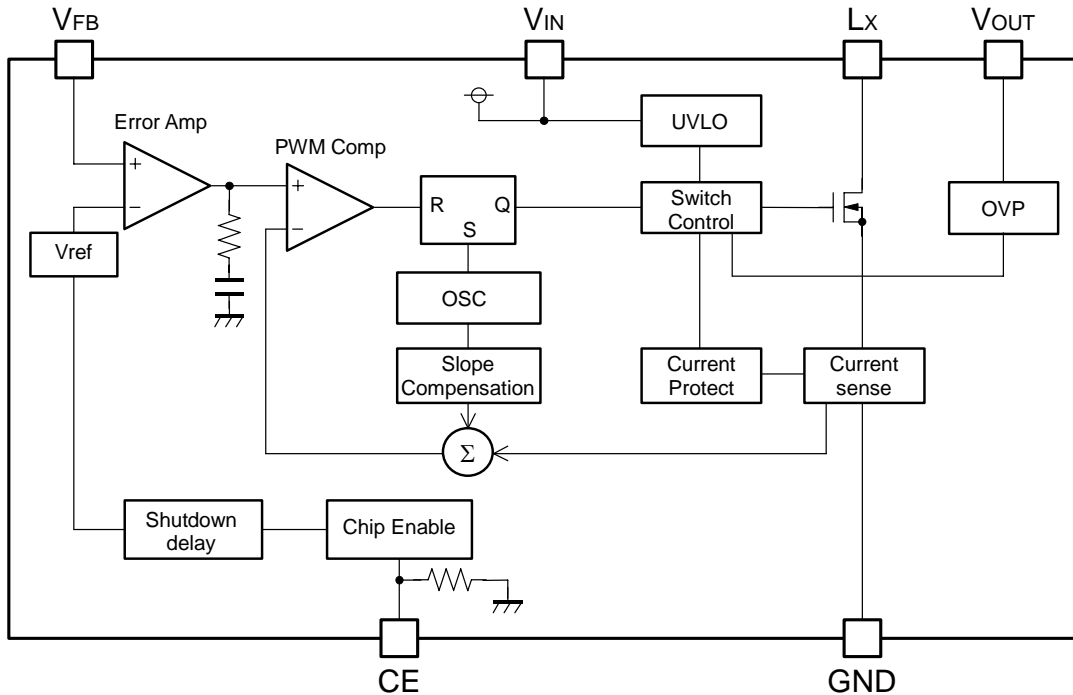 VFB
VIN
LX
VOUT
Error Amp
PWM Comp
UVLO
+
−
+
−
R
Q
S
Switch
Control
OVP
Vref
OSC
Slope
Compensation
Current
Protect
Current
sense
Σ
Shutdown
delay
Chip Enable
CE
GND